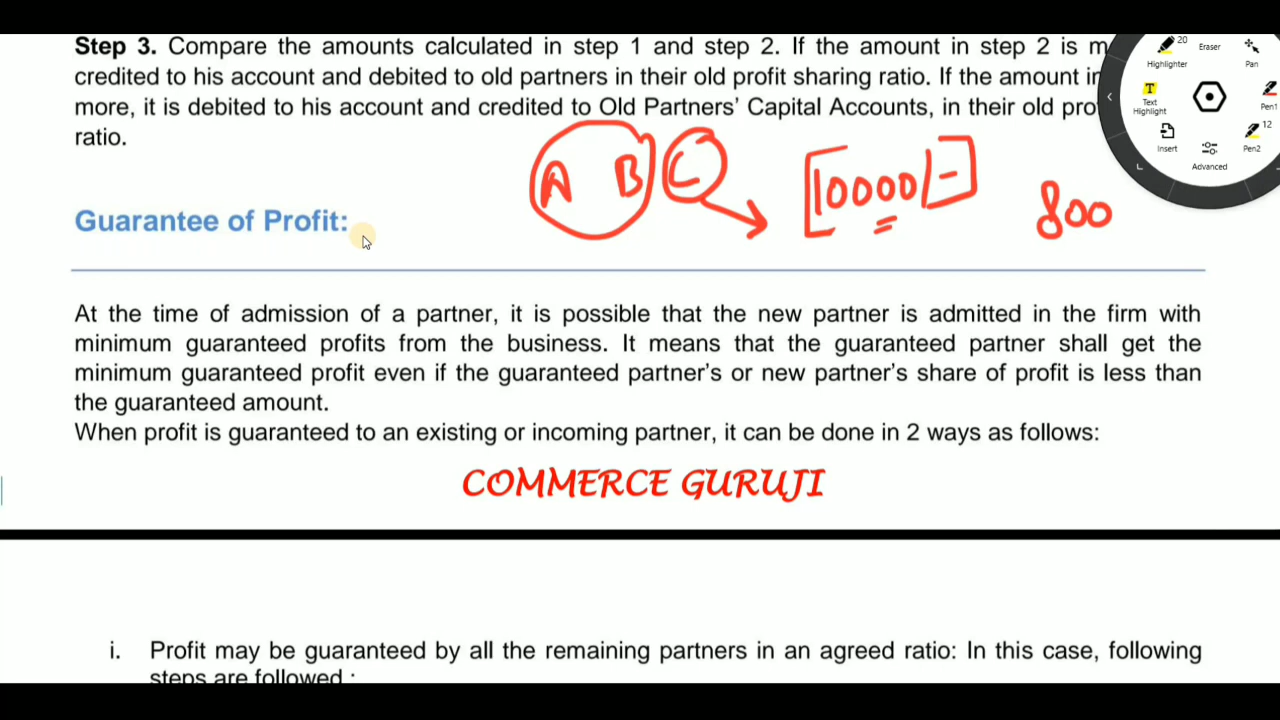 Step 3. Compare the amounts calculated in step 1 and step 2. If the amount in step 2 is m
credited to his account and debited to old partners in their old profit sharing ratio. If the amount in
more, it is debited to his account and credited to Old Partners' Capital Accounts, in their old pro
ratio.
A B C [10000/-] 800
Guarantee of Profit:
At the time of admission of a partner, it is possible that the new partner is admitted in the firm with
minimum guaranteed profits from the business. It means that the guaranteed partner shall get the
minimum guaranteed profit even if the guaranteed partner's or new partner's share of profit is less than
the guaranteed amount.
When profit is guaranteed to an existing or incoming partner, it can be done in 2 ways as follows:
COMMERCE GURUJI
i. Profit may be guaranteed by all the remaining partners in an agreed ratio: In this case, following
steps are followed :
20
Highlighter
Eraser
Pan
T
Text
Highlight
Pen1
Insert
12
Pen2
Advanced